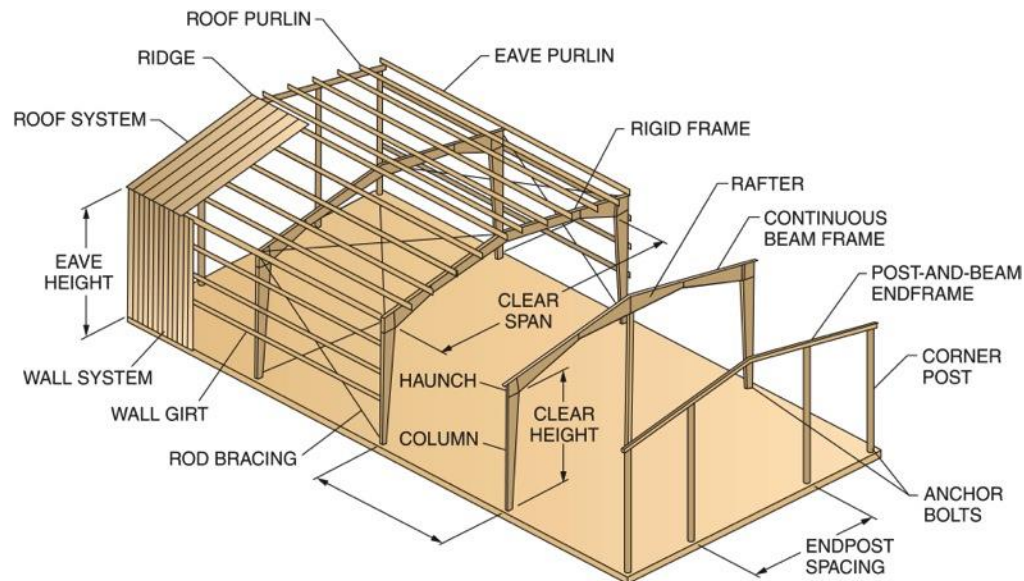 ROOF PURLIN
RIDGE
EAVE PURLIN
ROOF SYSTEM
RIGID FRAME
RAFTER
CONTINUOUS
BEAM FRAME
EAVE
HEIGHT
POST-AND-BEAM
ENDFRAME
CLEAR
SPAN
WALL SYSTEM
HAUNCH
CORNER
POST
WALL GIRT
CLEAR
HEIGHT
COLUMN
ROD BRACING
ANCHOR
BOLTS
ENDPOST
SPACING